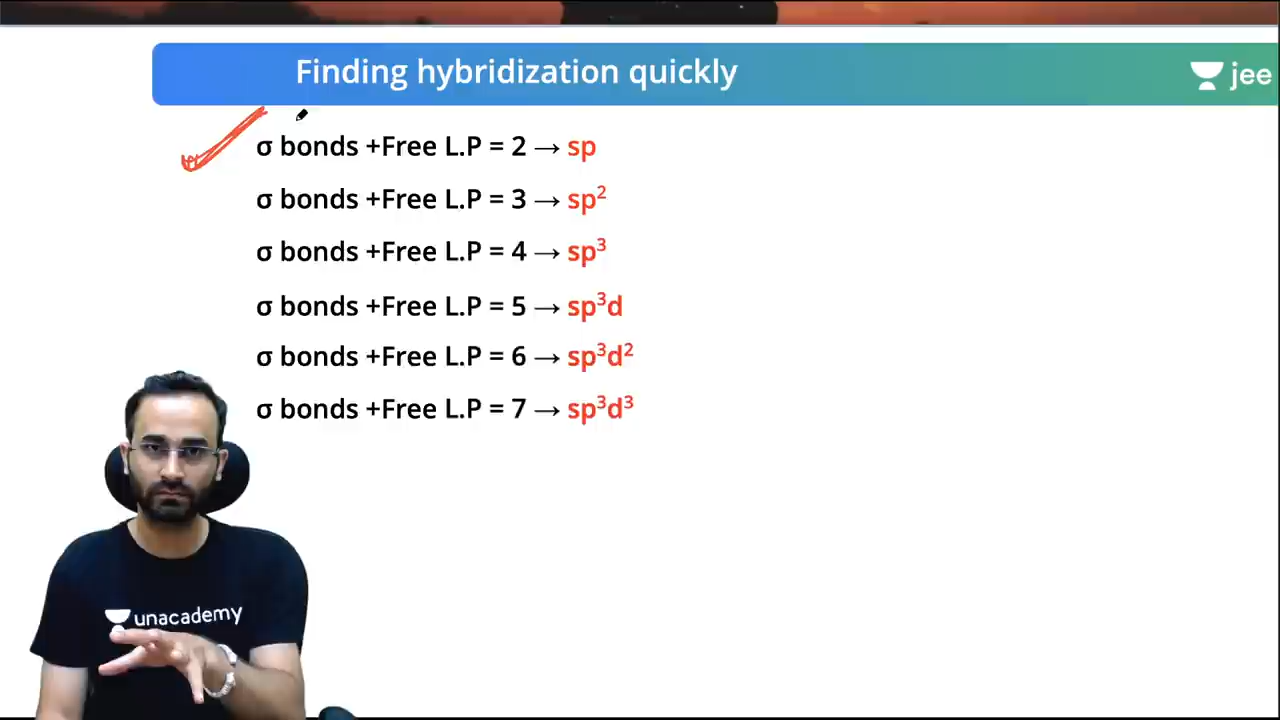 Finding hybridization quickly
jee
σ bonds +Free L.P = 2 → sp
σ bonds +Free L.P = 3 → sp²
σ bonds +Free L.P = 4 → sp³
σ bonds +Free L.P = 5 → sp³d
σ bonds +Free L.P = 6 → sp³d²
σ bonds +Free L.P = 7 → sp³d³
unacademy